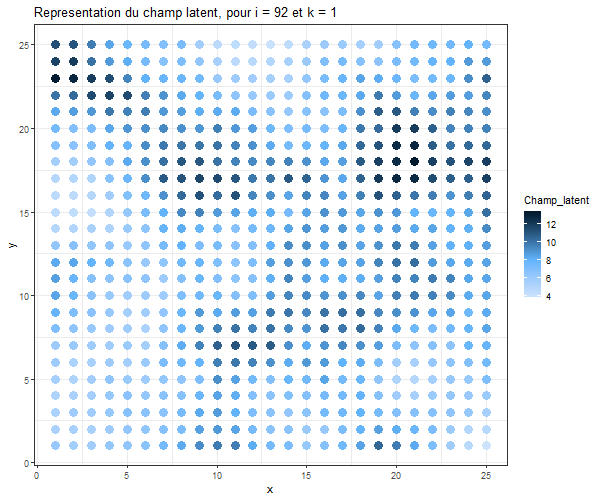 Representation du champ latent, pour i = 92 et k = 1
25
20
y
15
10
5
0
0 5 10 15 20 25
x
Champ_latent
12
10
8
6
4